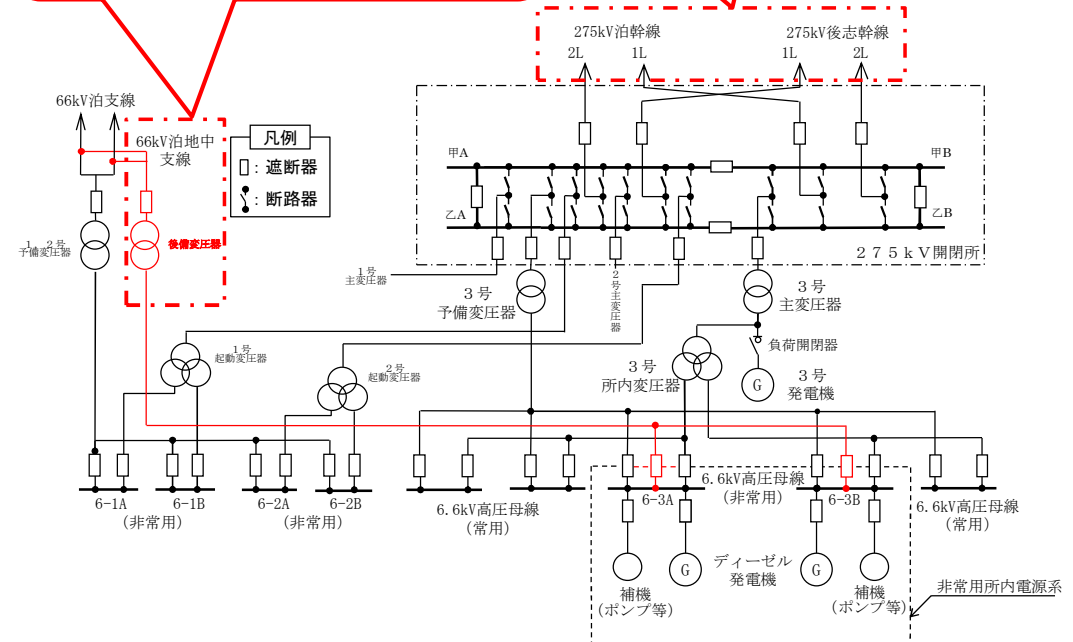 275kV泊幹線
275kV後志幹線
2L
1L
1L
2L
66kV泊支線
66kV泊地中
支線
凡例
：遮断器
：断路器
甲A
甲B
乙A
乙B
275kV開閉所
1、2号
予備変圧器
後備変圧器
1号
主変圧器
3号
予備変圧器
2号主変圧器
3号
主変圧器
負荷開閉器
1号
起動変圧器
2号
起動変圧器
3号
所内変圧器
G
3号
発電機
6-1A
6-1B
(非常用)
6-2A
6-2B
(非常用)
6.6kV高圧母線
(常用)
6.6kV高圧母線
(非常用)
6-3A
6-3B
6.6kV高圧母線
(常用)
G
ディーゼル
発電機
G
補機
(ポンプ等)
補機
(ポンプ等)
非常用所内電源系